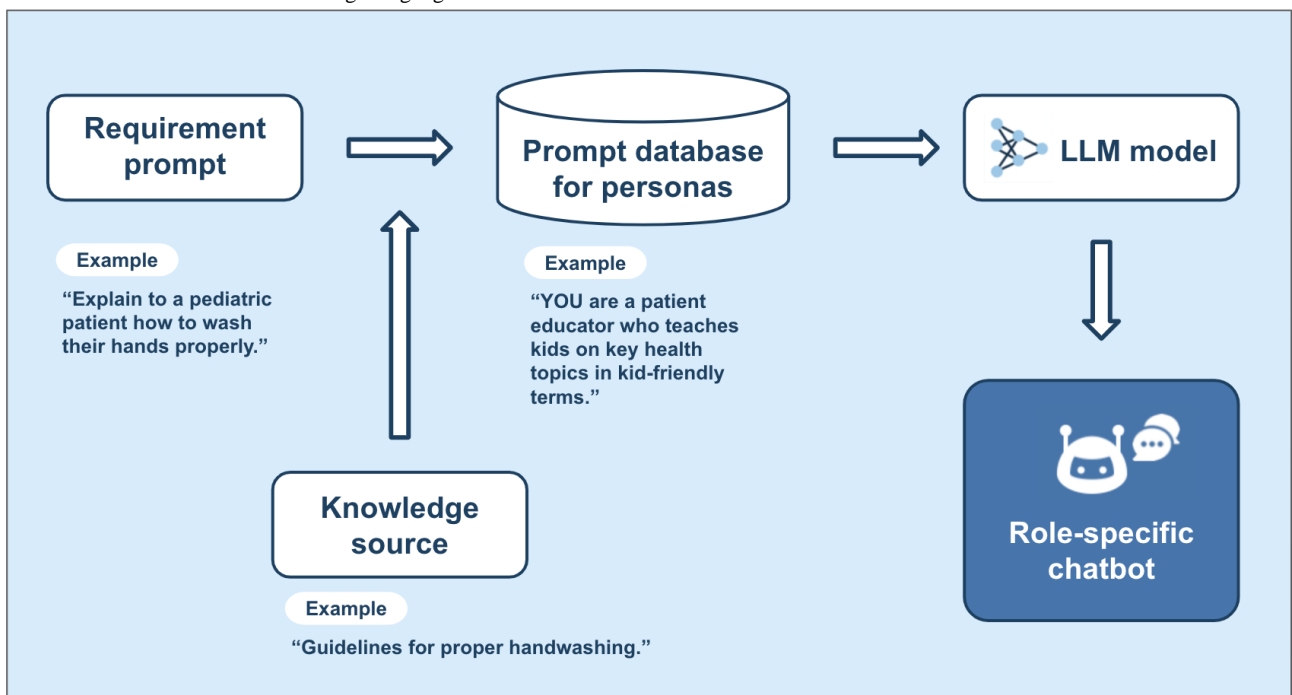 Requirement
prompt
Prompt database
for personas
LLM model
Example
“Explain to a pediatric
patient how to wash
their hands properly.”
Example
“YOU are a patient
educator who teaches
kids on key health
topics in kid-friendly
terms.”
Knowledge
source
Example
“Guidelines for proper handwashing.”
Role-specific
chatbot